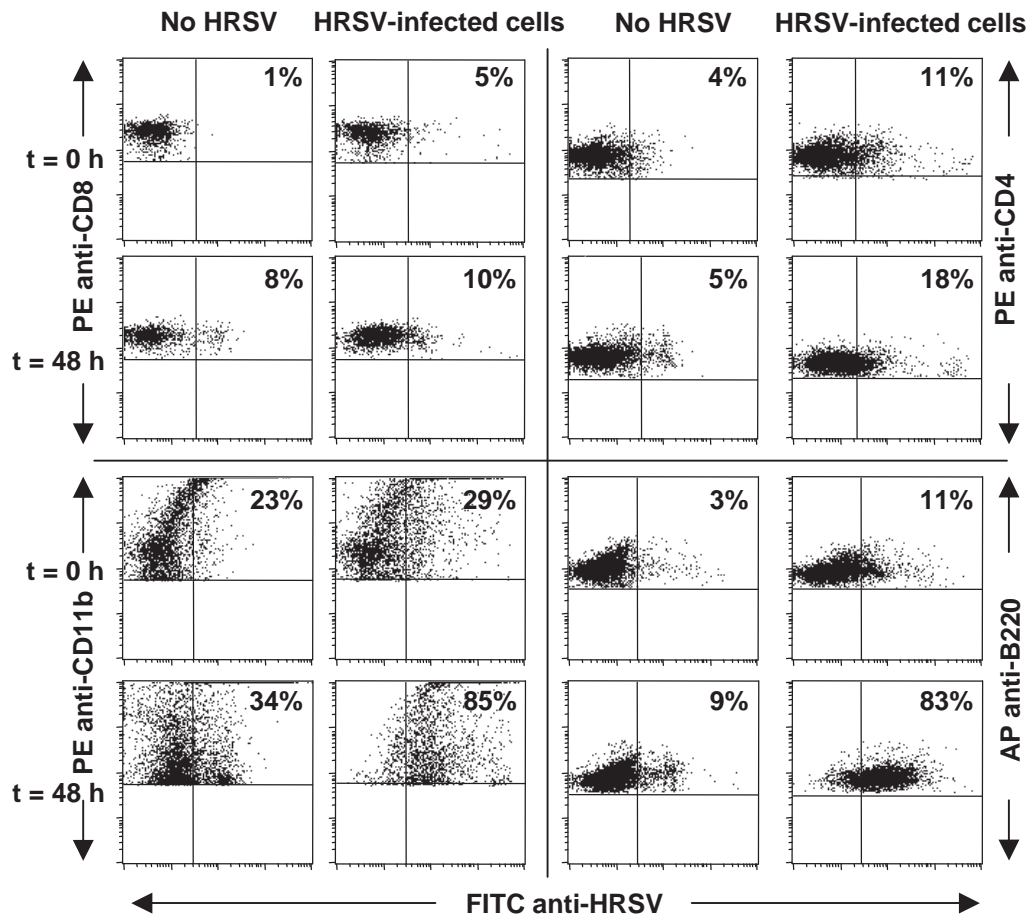 No HRSV HRSV-infected cells No HRSV HRSV-infected cells
1% 5% 4% 11%
t = 0 h
PE anti-CD8
PE anti-CD4
8% 10% 5% 18%
t = 48 h
23% 29% 3% 11%
t = 0 h
PE anti-CD11b
AP anti-B220
34% 85% 9% 83%
t = 48 h
FITC anti-HRSV